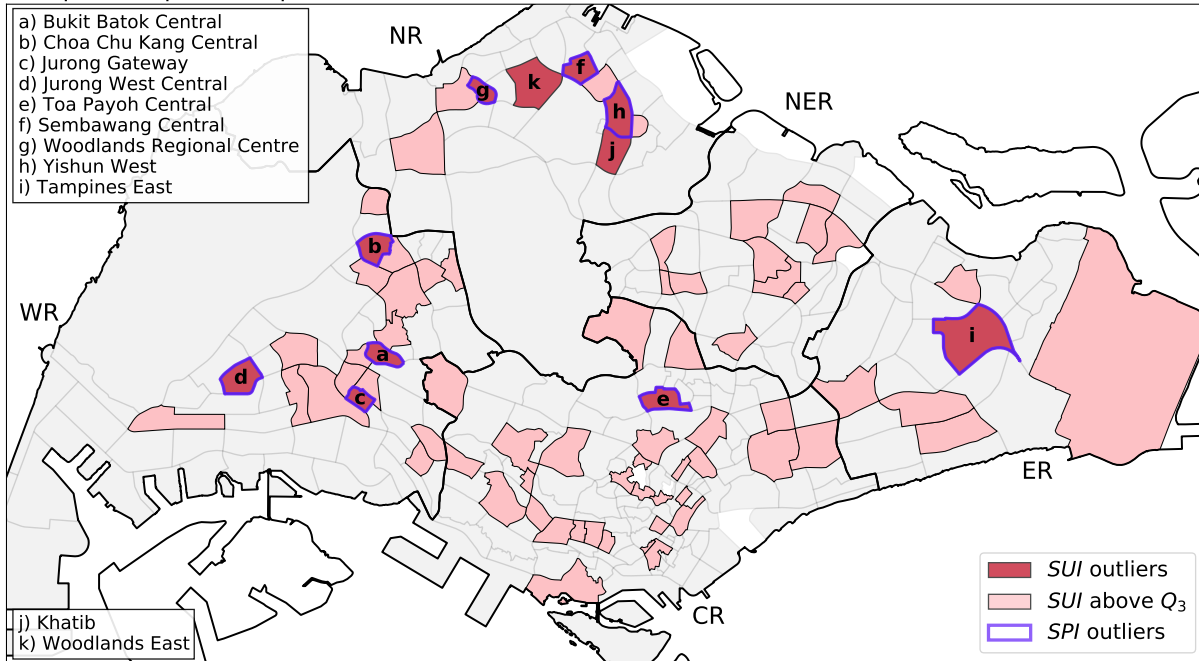 a) Bukit Batok Central
b) Choa Chu Kang Central
c) Jurong Gateway
d) Jurong West Central
e) Toa Payoh Central
f) Sembawang Central
g) Woodlands Regional Centre
h) Yishun West
i) Tampines East
NR
NER
f
k
g
h
j
b
WR
i
a
d
c
e
ER
SUI outliers
SUI above Q3
SPI outliers
CR
j) Khatib
k) Woodlands East